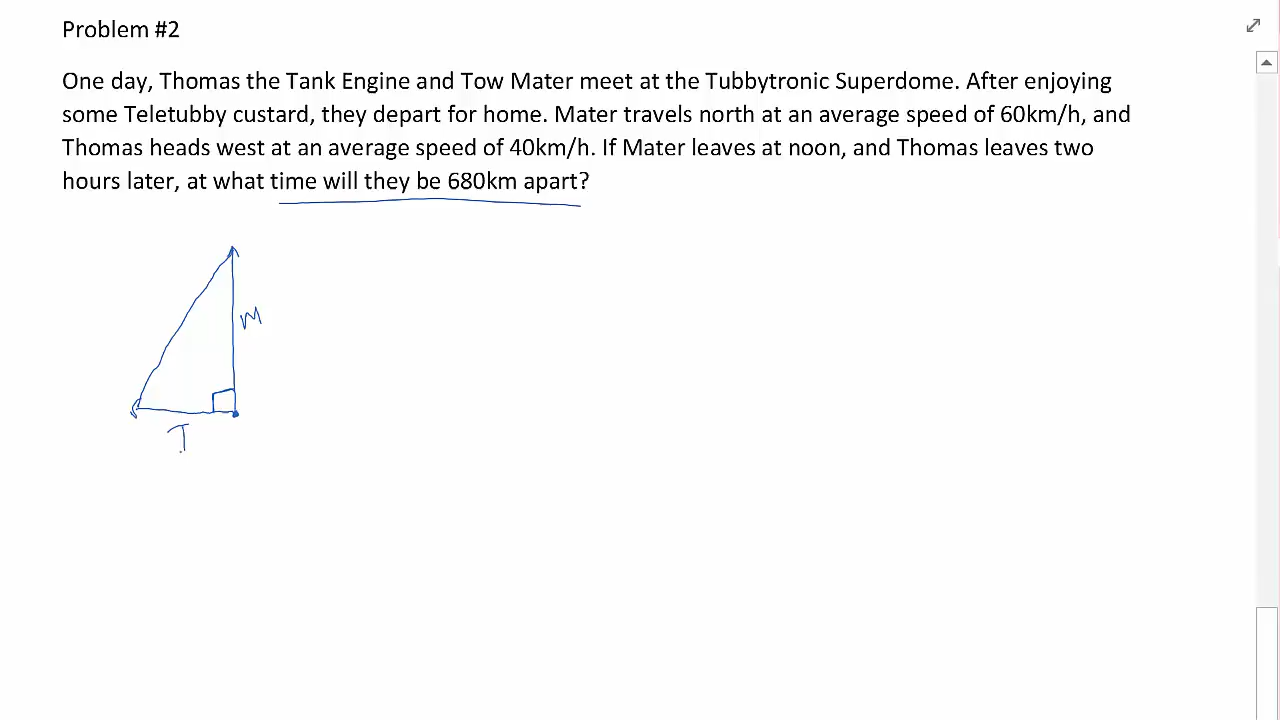 Problem #2
One day, Thomas the Tank Engine and Tow Mater meet at the Tubbytronic Superdome. After enjoying
some Teletubby custard, they depart for home. Mater travels north at an average speed of 60km/h, and
Thomas heads west at an average speed of 40km/h. If Mater leaves at noon, and Thomas leaves two
hours later, at what time will they be 680km apart?
M
T